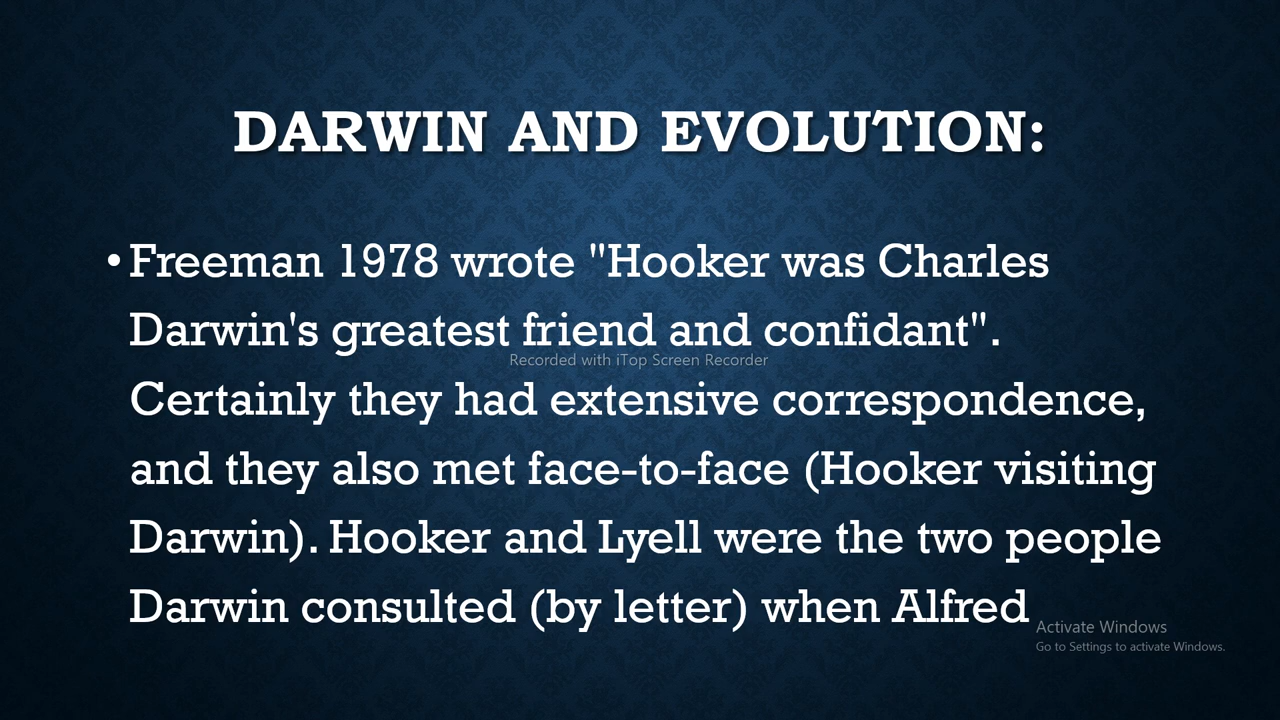 DARWIN AND EVOLUTION:
•Freeman 1978 wrote "Hooker was Charles
Darwin's greatest friend and confidant".
Recorded with iTop Screen Recorder
Certainly they had extensive correspondence,
and they also met face-to-face (Hooker visiting
Darwin). Hooker and Lyell were the two people
Darwin consulted (by letter) when Alfred
Activate Windows
Go to Settings to activate Windows.